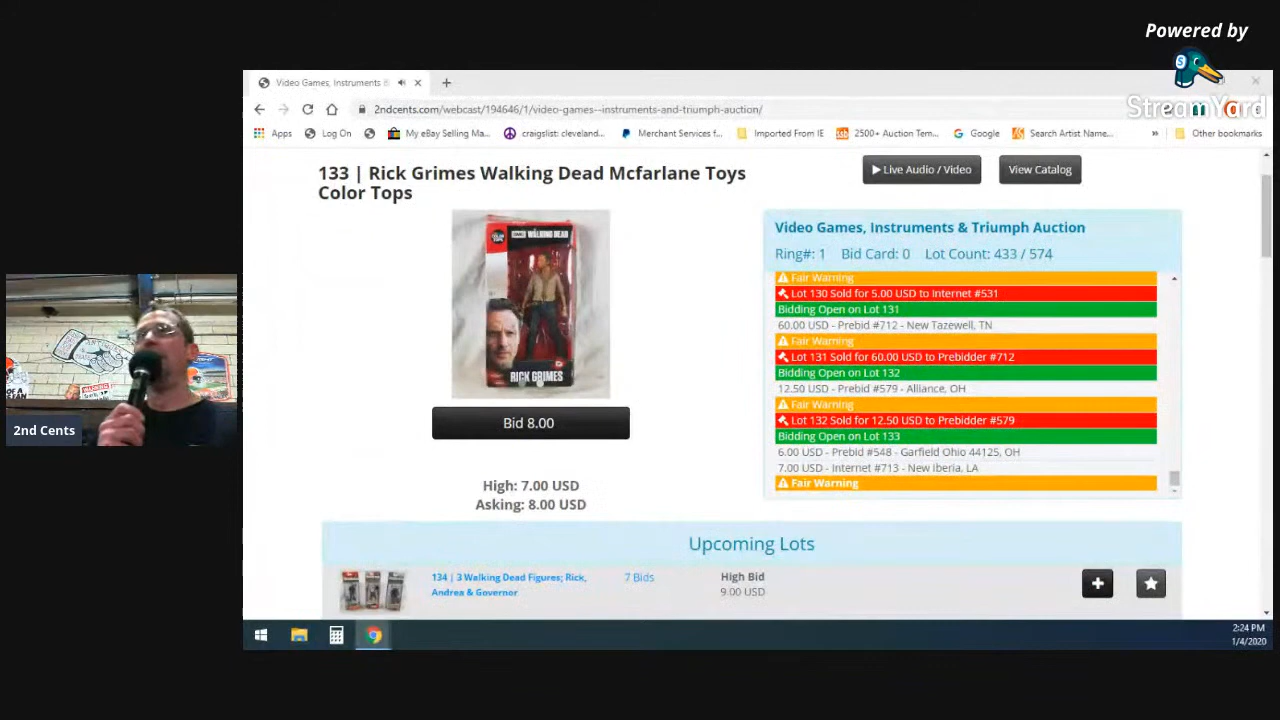 Powered by
StreamYard
Video Games, Instruments
2ndcents.com/webcast/194646/1/video-games--instruments-and-triumph-auction/
Apps
Log On
My eBay Selling Ma...
craigslist: cleveland...
Merchant Services f...
Imported From IE
2500+ Auction Tem...
Google
Search Artist Name...
»
Other bookmarks
133 | Rick Grimes Walking Dead Mcfarlane Toys
Color Tops
Live Audio / Video
View Catalog
WALKING DEAD
RICK GRIMES
Bid 8.00
High: 7.00 USD
Asking: 8.00 USD
Video Games, Instruments & Triumph Auction
Ring#: 1 Bid Card: 0 Lot Count: 433 / 574
Fair Warning
Lot 130 Sold for 5.00 USD to Internet #531
Bidding Open on Lot 131
60.00 USD - Prebid #712 - New Tazewell, TN
Fair Warning
Lot 131 Sold for 60.00 USD to Prebidder #712
Bidding Open on Lot 132
12.50 USD - Prebid #579 - Alliance, OH
Fair Warning
Lot 132 Sold for 12.50 USD to Prebidder #579
Bidding Open on Lot 133
6.00 USD - Prebid #548 - Garfield Ohio 44125, OH
7.00 USD - Internet #713 - New Iberia, LA
Fair Warning
2nd Cents
Upcoming Lots
134 | 3 Walking Dead Figures; Rick,
Andrea & Governor
7 Bids
High Bid
9.00 USD
2:24 PM
1/4/2020